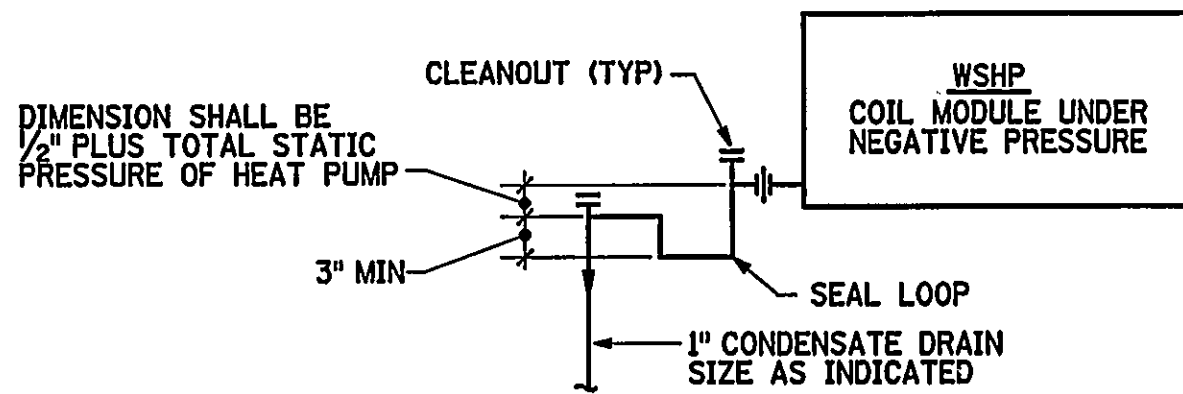 CLEANOUT (TYP)
WSHP
COIL MODULE UNDER
NEGATIVE PRESSURE
DIMENSION SHALL BE
1/2" PLUS TOTAL STATIC
PRESSURE OF HEAT PUMP
3" MIN
SEAL LOOP
1" CONDENSATE DRAIN
SIZE AS INDICATED